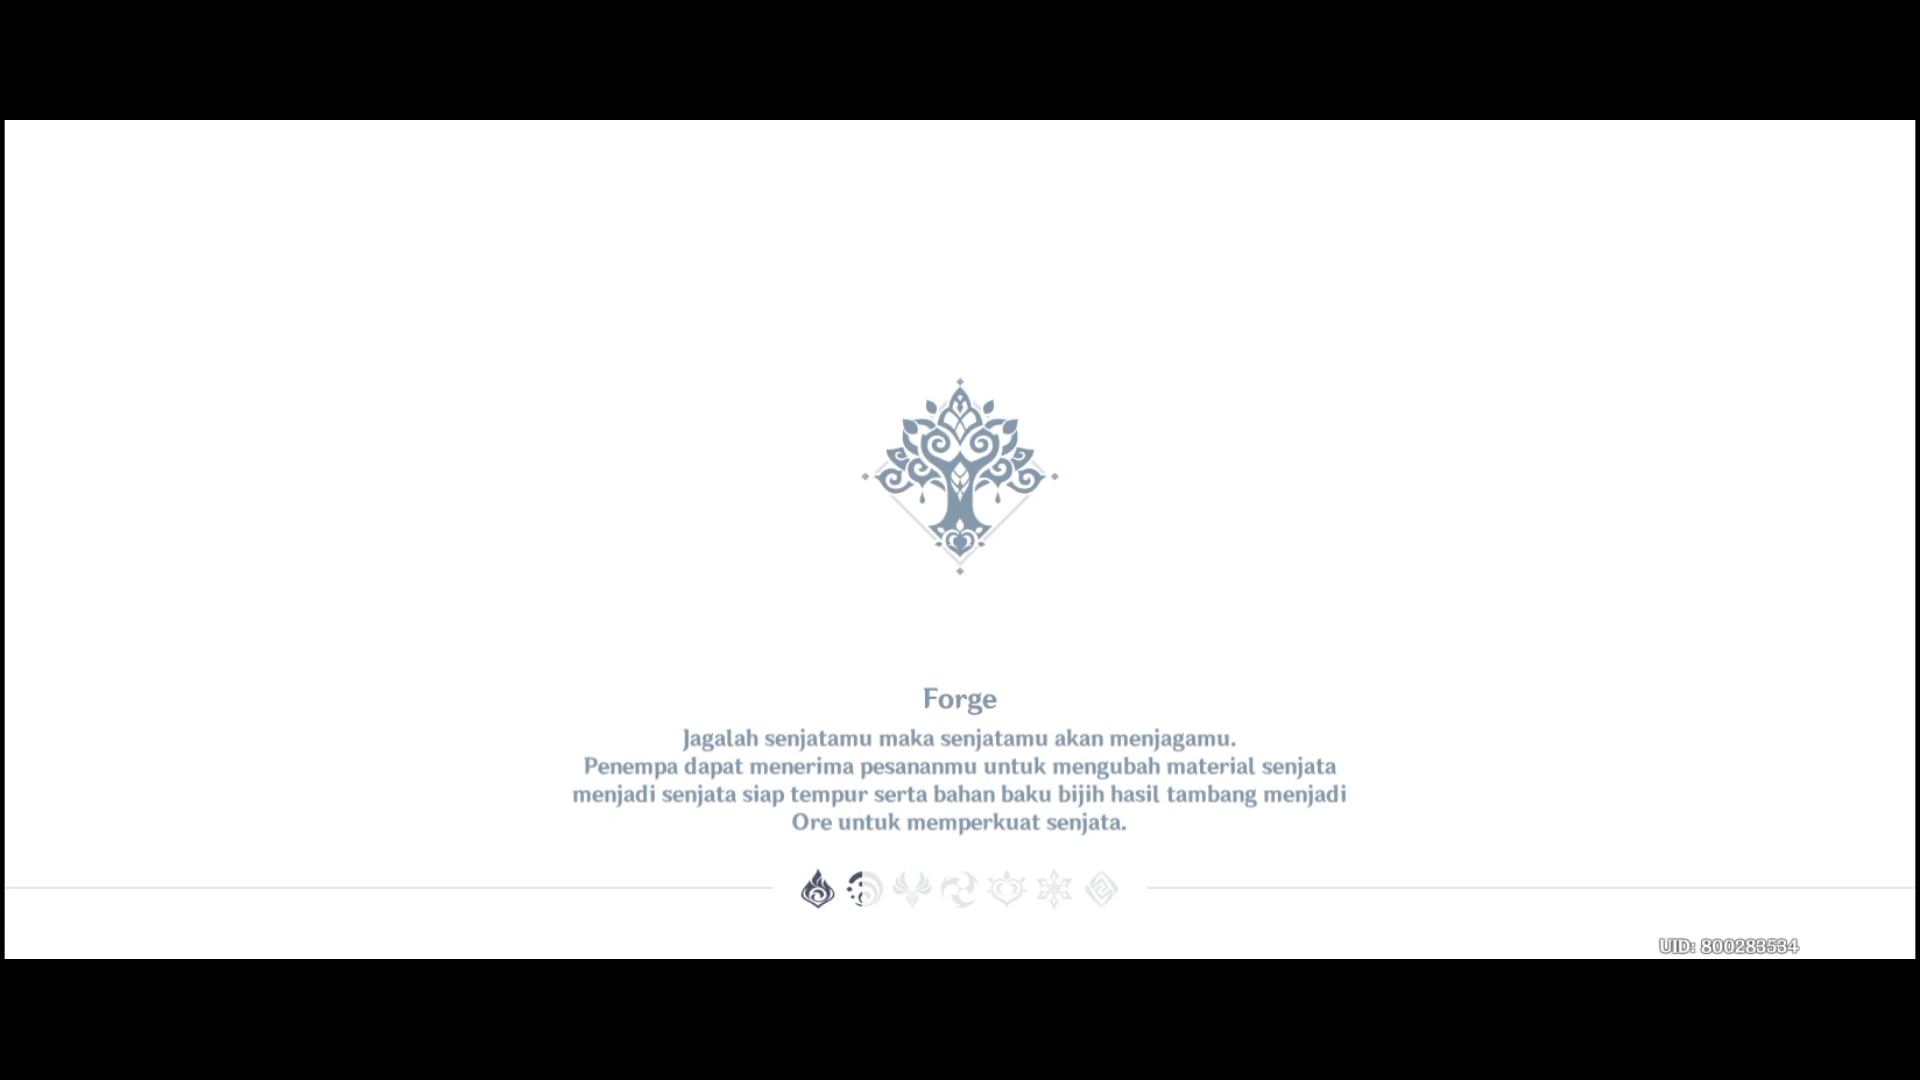 Forge
Jagalah senjatamu maka senjatamu akan menjagamu.
Penempa dapat menerima pesananmu untuk mengubah material senjata
menjadi senjata siap tempur serta bahan baku bijih hasil tambang menjadi
Ore untuk memperkuat senjata.
UID: 800283534